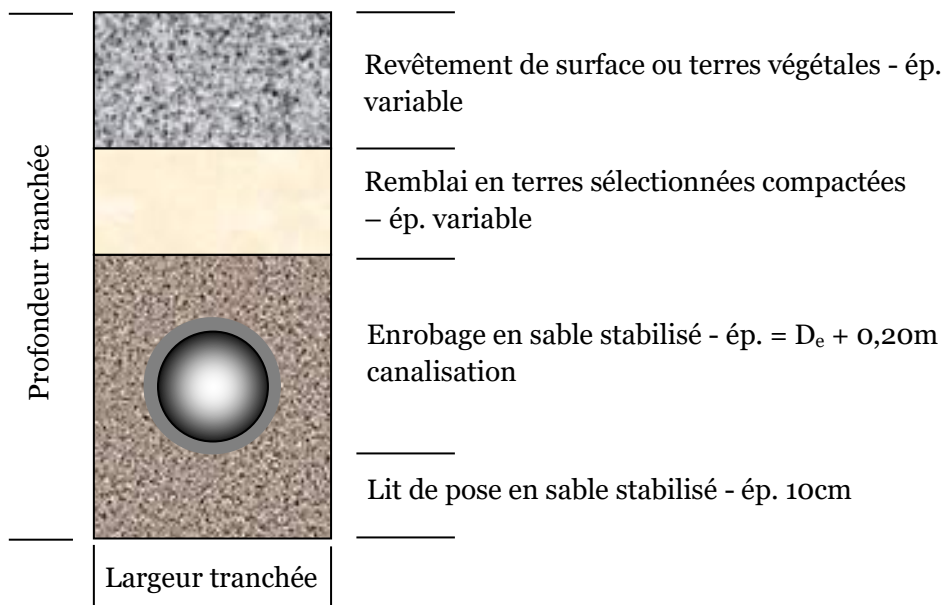 Profondeur tranchée
Revêtement de surface ou terres végétales - ép.
variable
Remblai en terres sélectionnées compactées
– ép. variable
Enrobage en sable stabilisé - ép. = De + 0,20m
canalisation
Lit de pose en sable stabilisé - ép. 10cm
Largeur tranchée